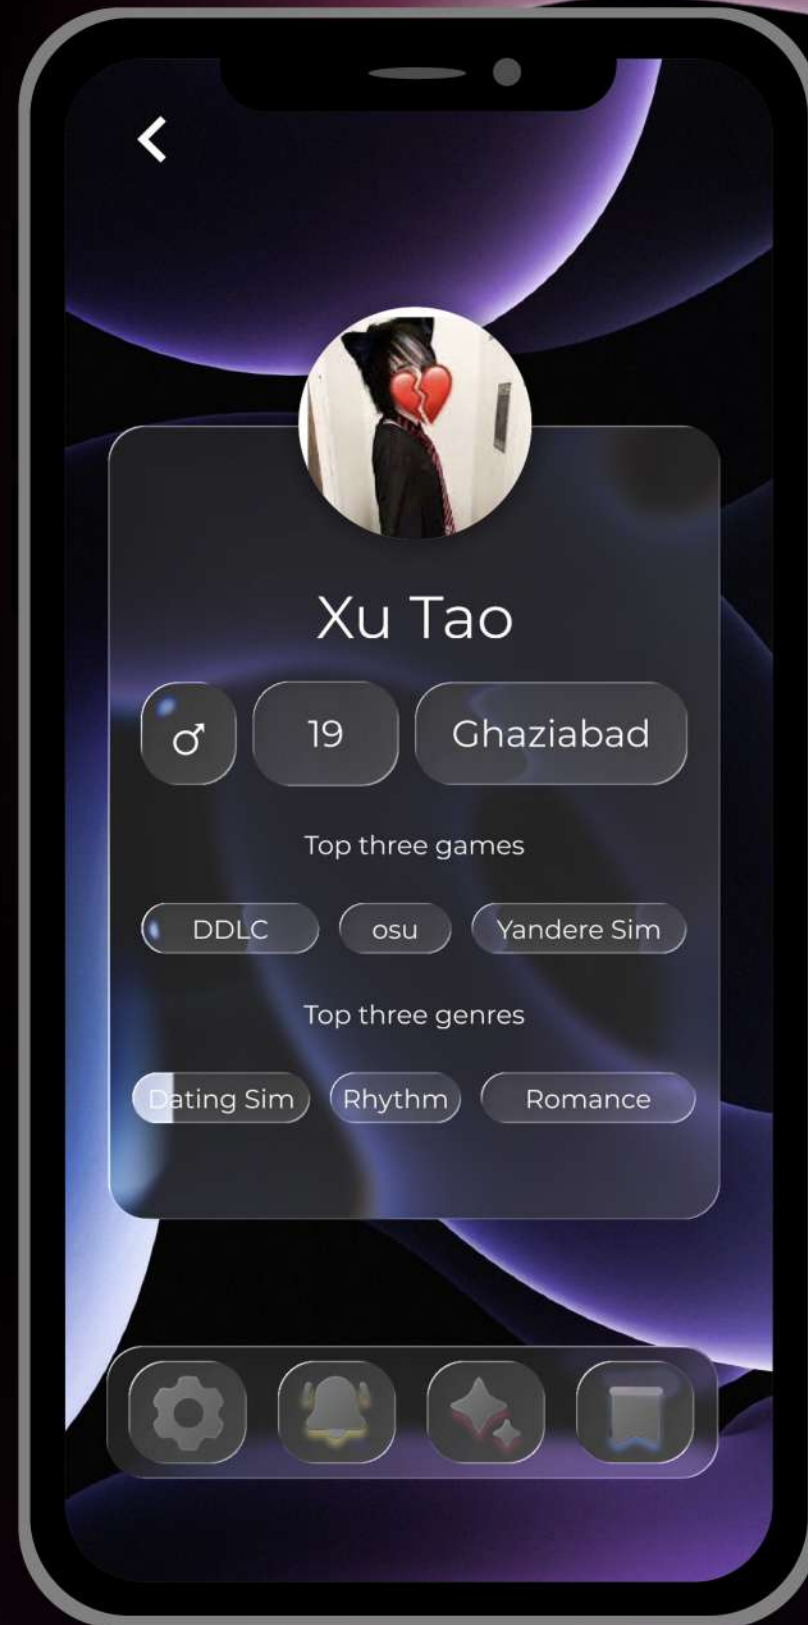 Xu Tao
♂ 19 Ghaziabad
Top three games
DDLC osu Yandere Sim
Top three genres
Dating Sim Rhythm Romance